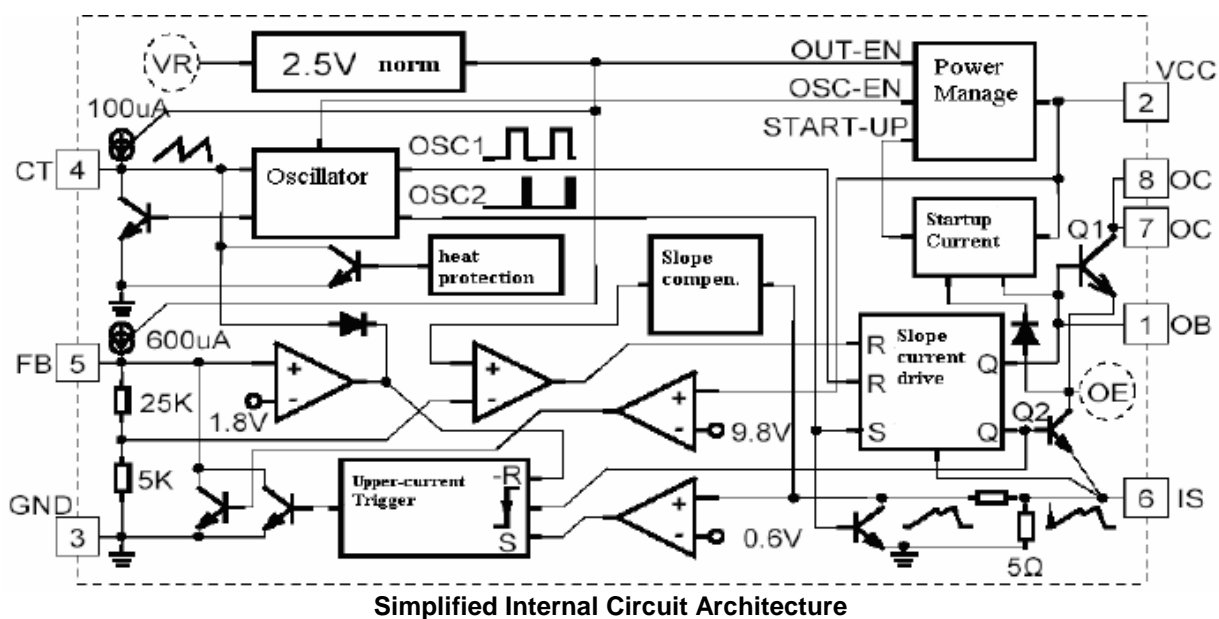 VR
2.5V norm
OUT-EN
OSC-EN
START-UP
Power
Manage
VCC
2
100uA
CT 4
Oscillator
OSC1
OSC2
8 OC
7 OC
Startup
Current
Q1
heat
protection
Slope
compen.
600uA
1 OB
FB 5
+
-
1.8V
+
-
+
-
9.8V
R
R
S
Slope
current
drive
Q
Q
OE
Q2
25K
5K
GND
3
Upper-current
Trigger
-R
S
+
-
0.6V
5Ω
6 IS
Simplified Internal Circuit Architecture